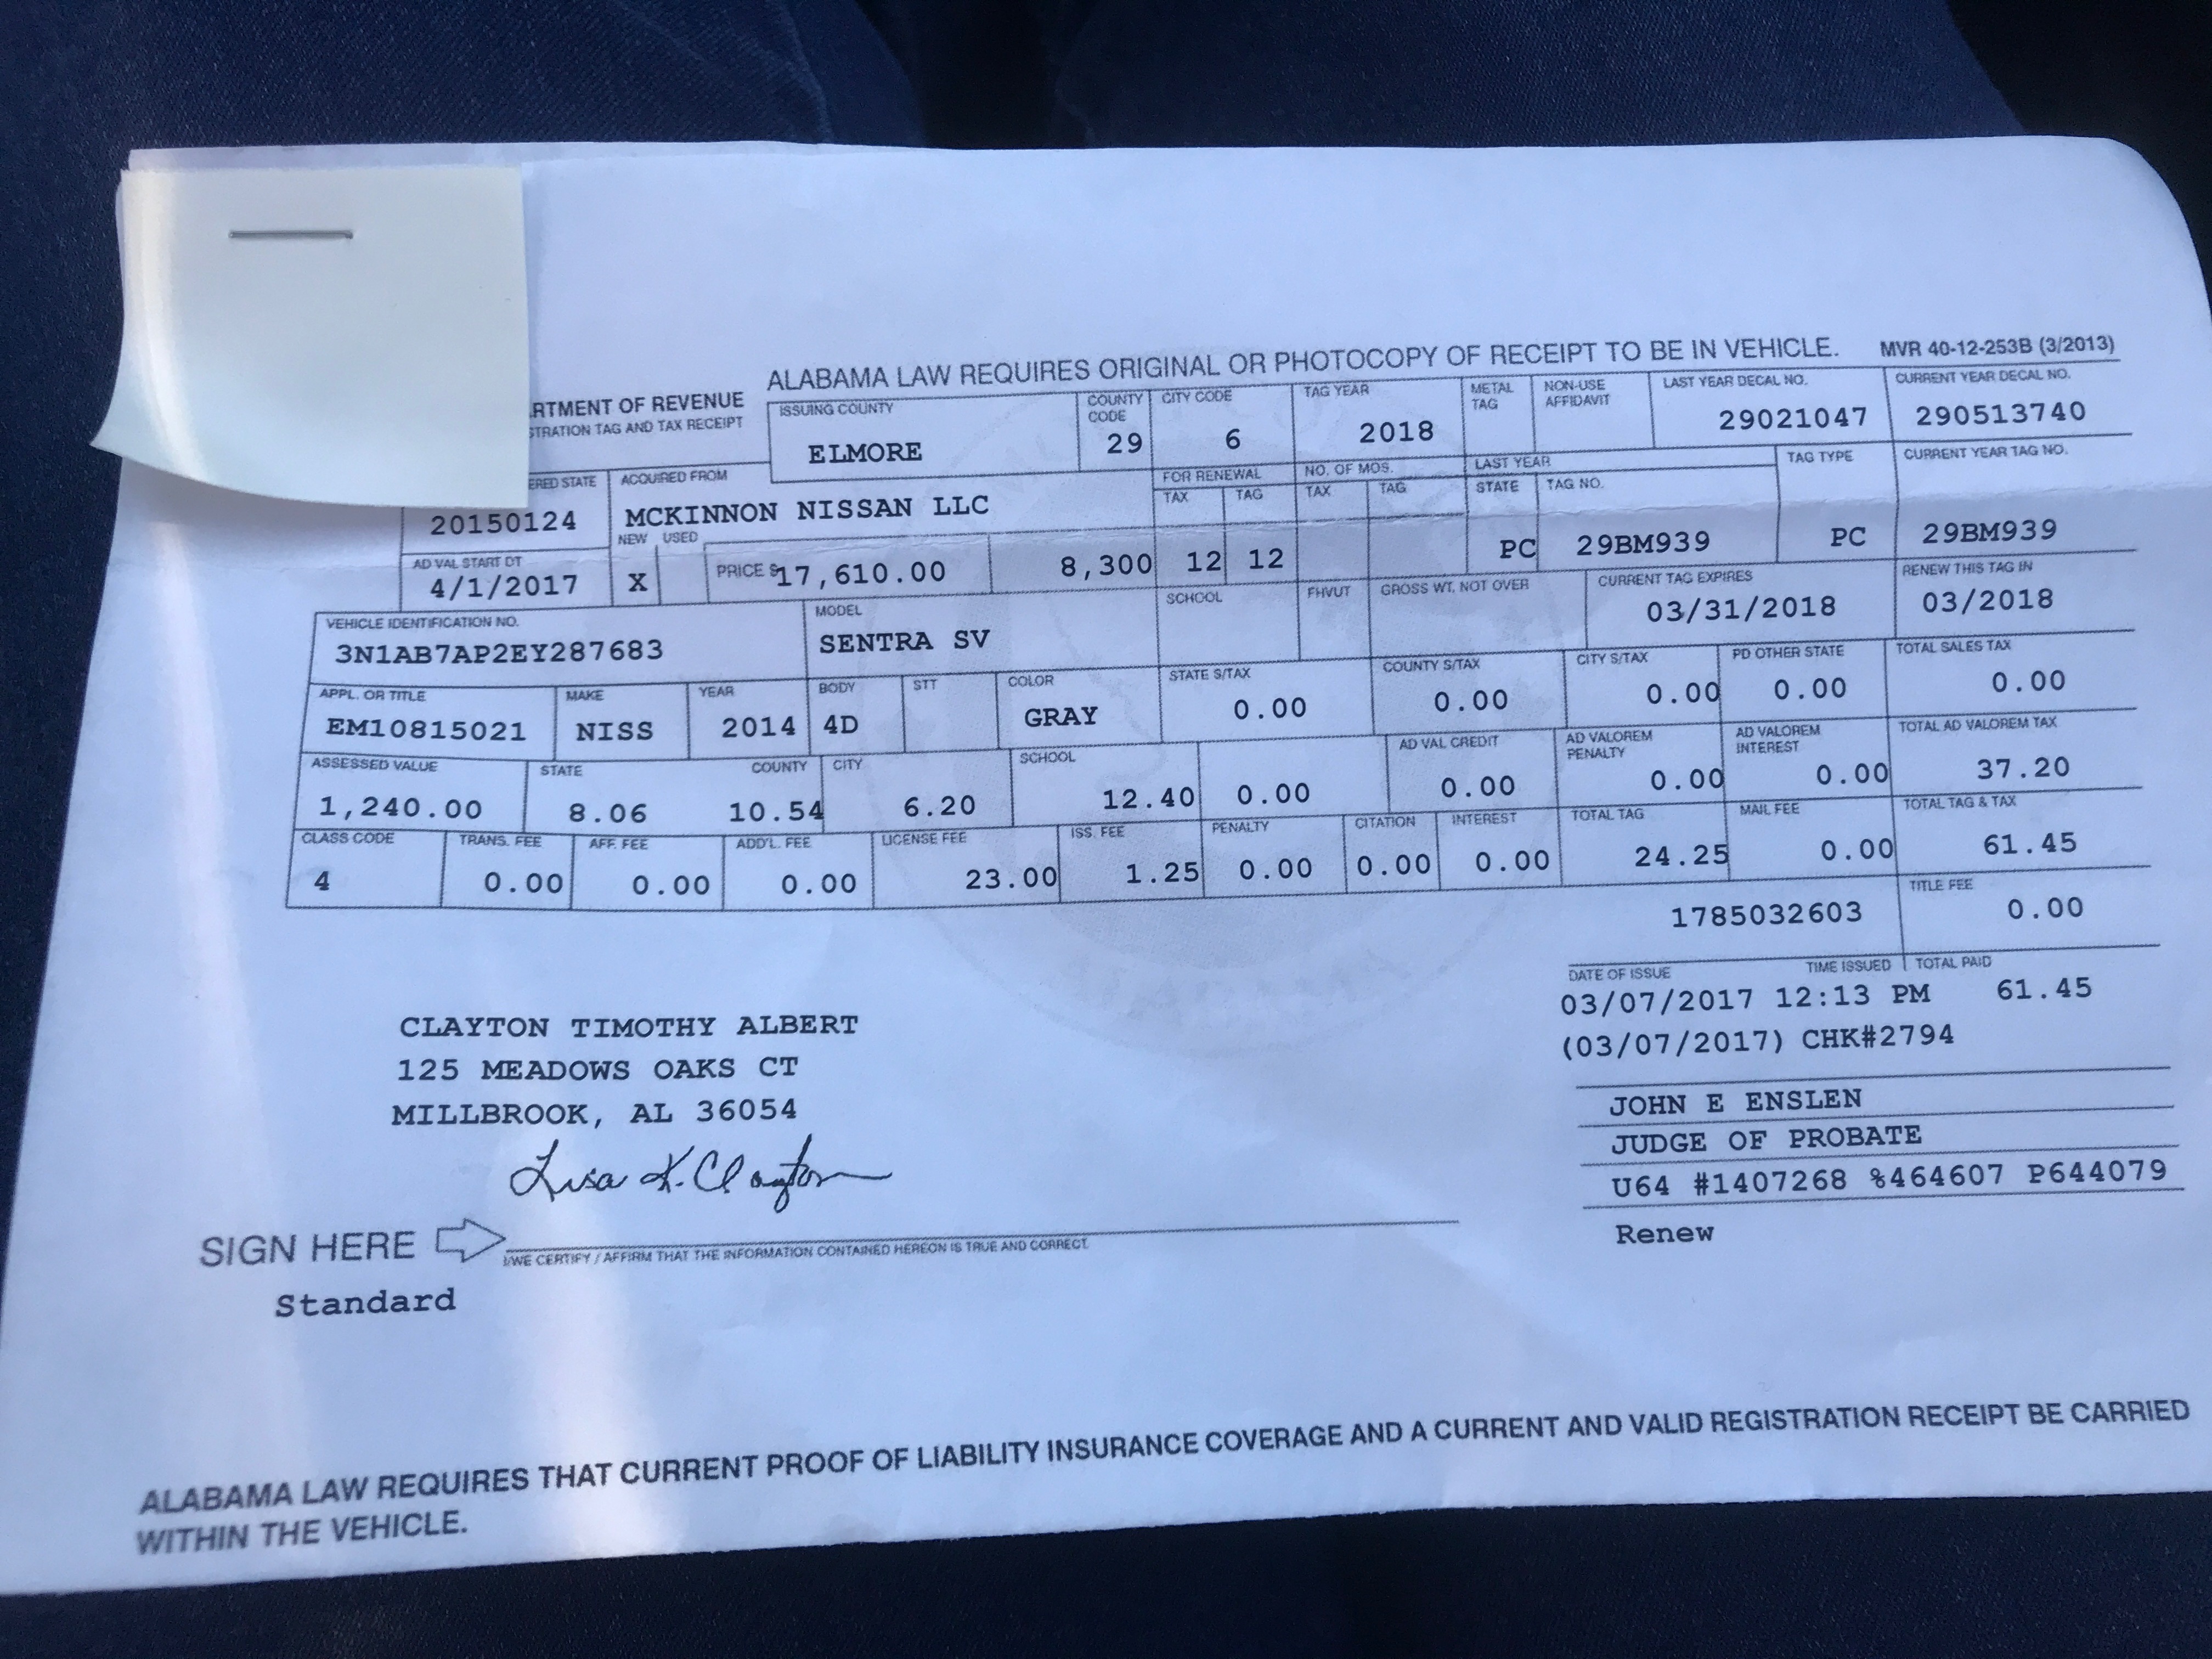 ALABAMA LAW REQUIRES ORIGINAL OR PHOTOCOPY OF RECEIPT TO BE IN VEHICLE. MVR 40-12-253B (3/2013)
RTMENT OF REVENUE
STRATION TAG AND TAX RECEIPT
ISSUING COUNTY COUNTY CODE CITY CODE TAG YEAR METAL TAG NON-USE AFFIDAVIT LAST YEAR DECAL NO. CURRENT YEAR DECAL NO.
ELMORE 29 6 2018 29021047 290513740
ERED STATE ACQUIRED FROM FOR RENEWAL NO. OF MOS. LAST YEAR
TAX TAG TAX TAG STATE TAG NO. TAG TYPE CURRENT YEAR TAG NO.
20150124 MCKINNON NISSAN LLC
AD VAL START DT NEW USED
4/1/2017 X PRICE $17,610.00 8,300 12 12 PC 29BM939 PC 29BM939
VEHICLE IDENTIFICATION NO. MODEL SCHOOL FHVUT GROSS WT. NOT OVER CURRENT TAG EXPIRES RENEW THIS TAG IN
3N1AB7AP2EY287683 SENTRA SV 03/31/2018 03/2018
APPL. OR TITLE MAKE YEAR BODY STT COLOR STATE S/TAX COUNTY S/TAX CITY S/TAX PD OTHER STATE TOTAL SALES TAX
EM10815021 NISS 2014 4D GRAY 0.00 0.00 0.00 0.00 0.00
ASSESSED VALUE STATE COUNTY CITY SCHOOL AD VAL CREDIT AD VALOREM PENALTY AD VALOREM INTEREST TOTAL AD VALOREM TAX
1,240.00 8.06 10.54 6.20 12.40 0.00 0.00 0.00 0.00 37.20
CLASS CODE TRANS. FEE AFF. FEE ADD'L. FEE LICENSE FEE ISS. FEE PENALTY CITATION INTEREST TOTAL TAG MAIL FEE TOTAL TAG & TAX
4 0.00 0.00 0.00 23.00 1.25 0.00 0.00 0.00 24.25 0.00 61.45
TITLE FEE
1785032603 0.00
DATE OF ISSUE TIME ISSUED TOTAL PAID
03/07/2017 12:13 PM 61.45
(03/07/2017) CHK#2794
CLAYTON TIMOTHY ALBERT
125 MEADOWS OAKS CT
MILLBROOK, AL 36054
JOHN E ENSLEN
JUDGE OF PROBATE
U64 #1407268 %464607 P644079
Lisa K. Clayton
SIGN HERE
I/WE CERTIFY / AFFIRM THAT THE INFORMATION CONTAINED HEREON IS TRUE AND CORRECT.
Standard
Renew
ALABAMA LAW REQUIRES THAT CURRENT PROOF OF LIABILITY INSURANCE COVERAGE AND A CURRENT AND VALID REGISTRATION RECEIPT BE CARRIED
WITHIN THE VEHICLE.